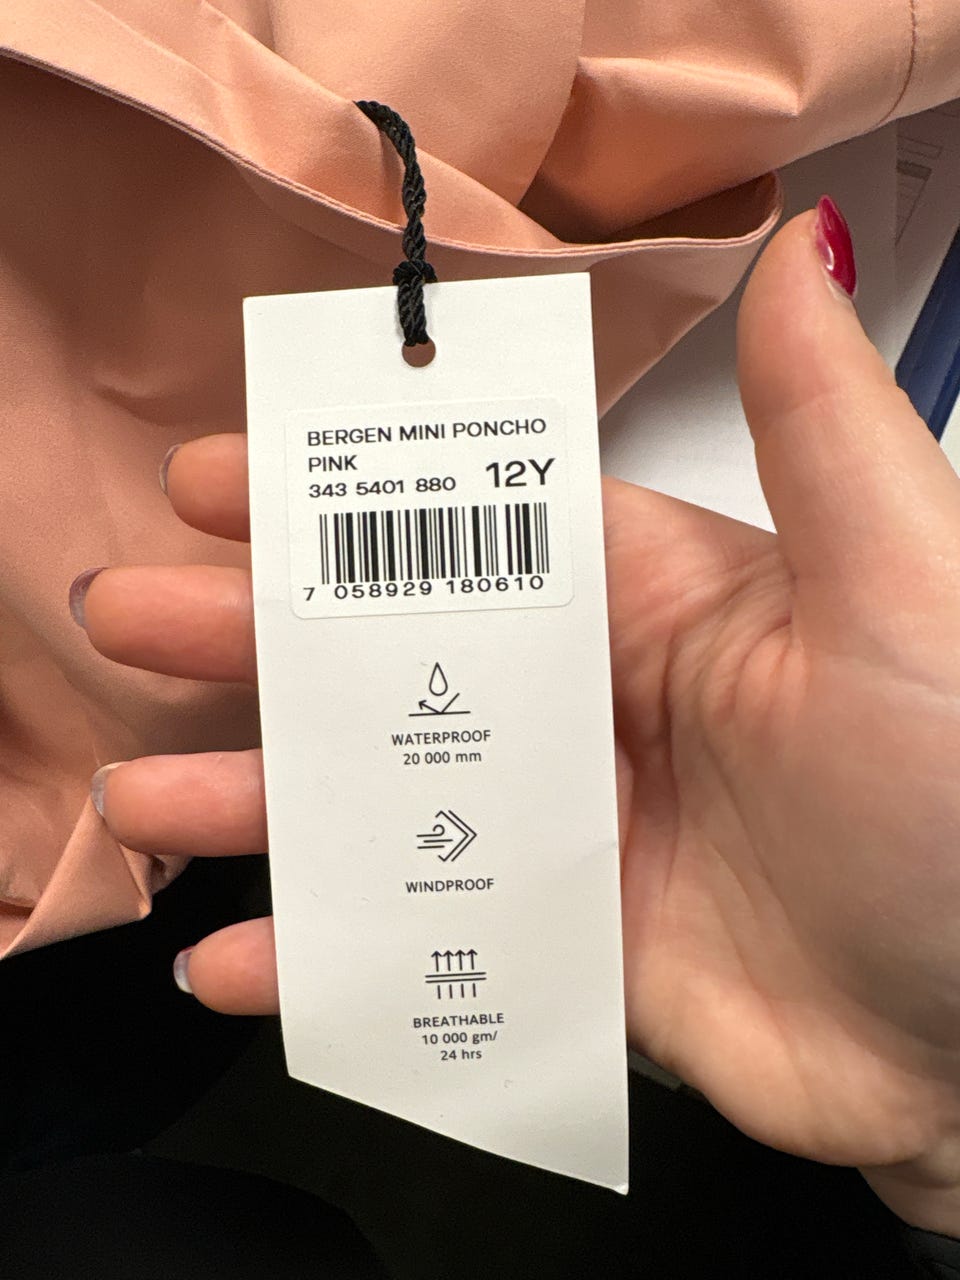 BERGEN MINI PONCHO
PINK
343 5401 880 12Y
7 058929 180610
WATERPROOF
20 000 mm
WINDPROOF
BREATHABLE
10 000 gm/
24 hrs